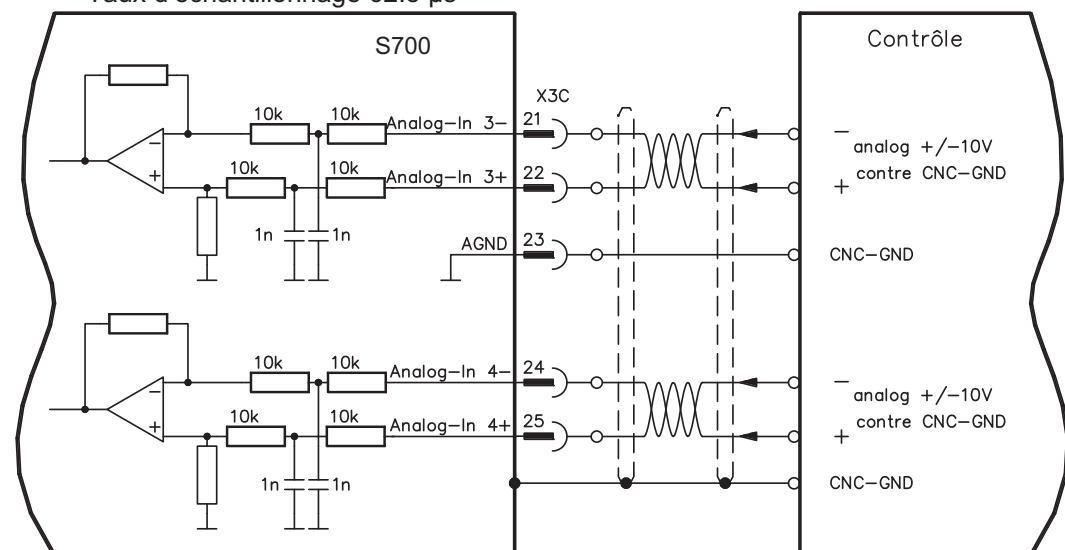 S700
Contrôle
X3C
10k
10k
Analog-In 3-
21
−
analog +/-10V
contre CNC-GND
10k
10k
Analog-In 3+
22
+
1n
1n
AGND
23
CNC-GND
10k
10k
Analog-In 4-
24
−
analog +/-10V
contre CNC-GND
10k
10k
Analog-In 4+
25
+
1n
1n
CNC-GND
−
+
−
+